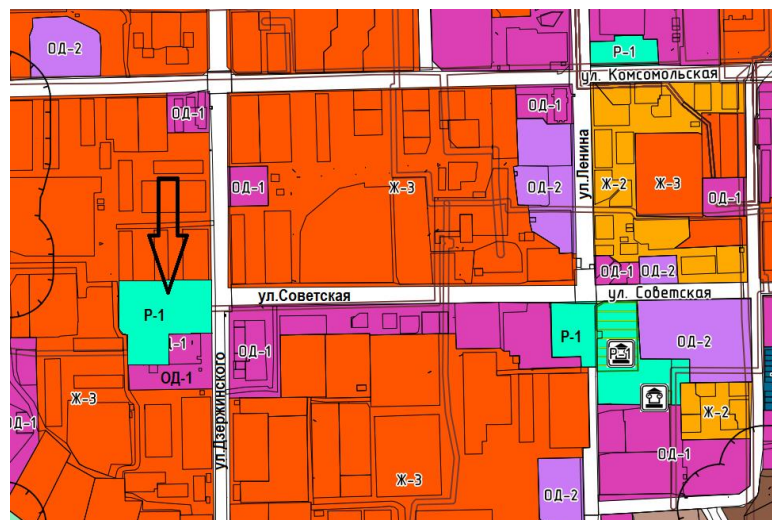 ОД-2
Р-1
ул. Комсомольская
ОД-1
ОД-1
ул.Ленина
ОД-1
Ж-3
ОД-2
Ж-2
Ж-3
ОД-1
ОД-1
ОД-2
ул.Советская
ул. Советская
Р-1
Р-1
Р-1
ОД-2
ОД-1
ОД-1
Ж-3
ул.Дзержинского
Ж-2
ОД-1
Ж-3
ОД-2